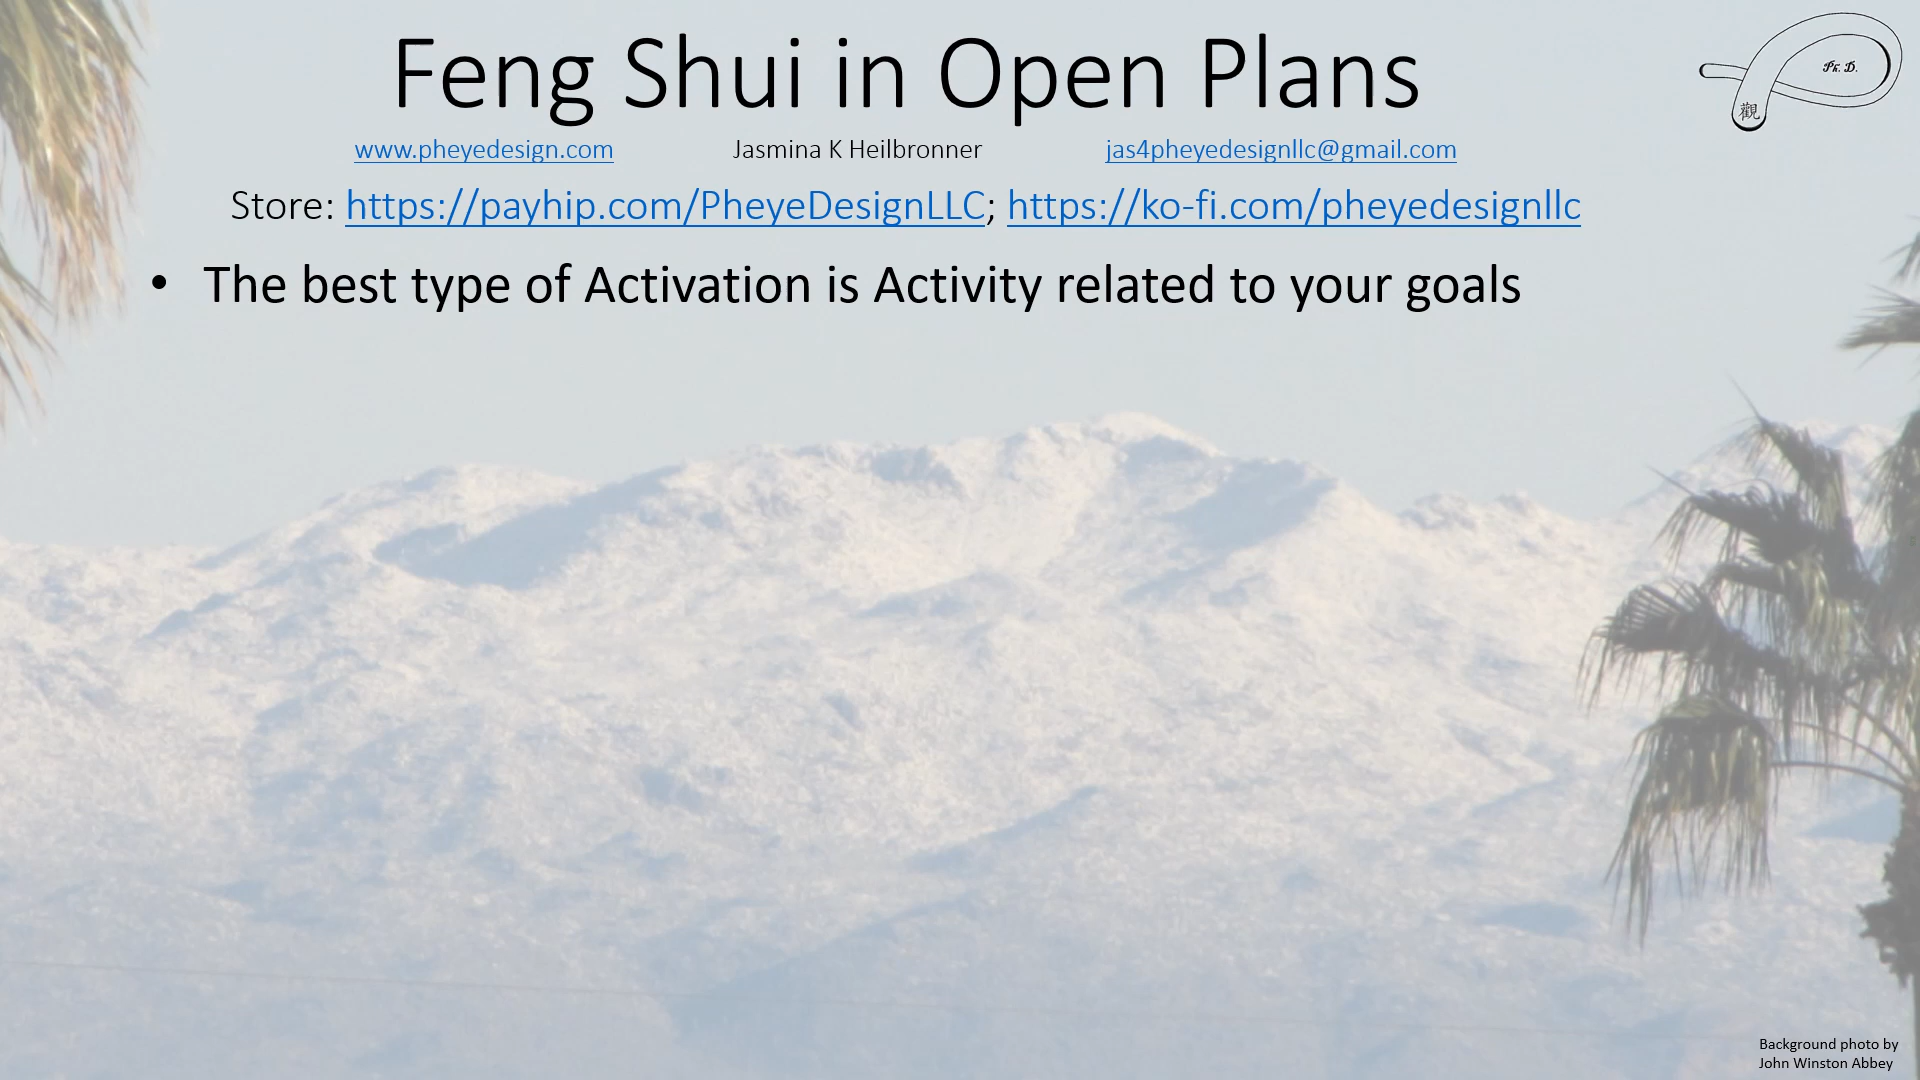 Feng Shui in Open Plans
Ph. D.
觀
www.pheyedesign.com Jasmina K Heilbronner jas4pheyedesignllc@gmail.com
Store: https://payhip.com/PheyeDesignLLC; https://ko-fi.com/pheyedesignllc
• The best type of Activation is Activity related to your goals
Background photo by
John Winston Abbey